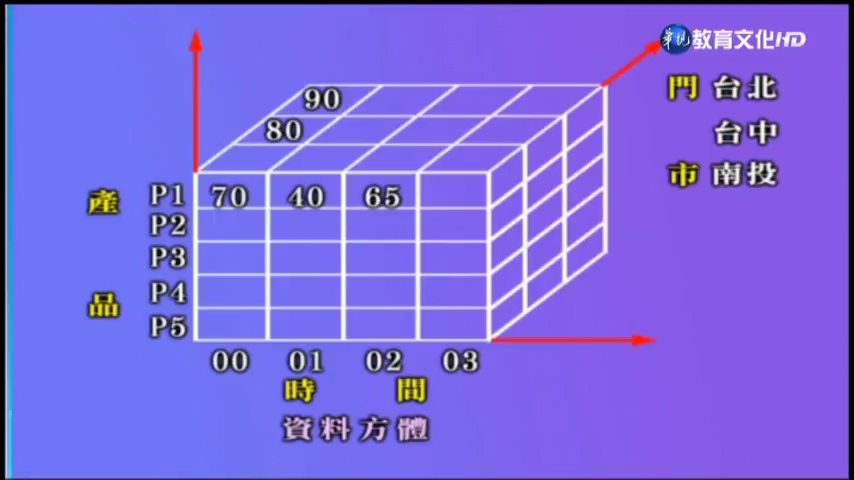 華視 教育文化HD
90
80
門 台北
台中
市 南投
產
品
P1 70 40 65
P2
P3
P4
P5
00 01 02 03
時 間
資料方體